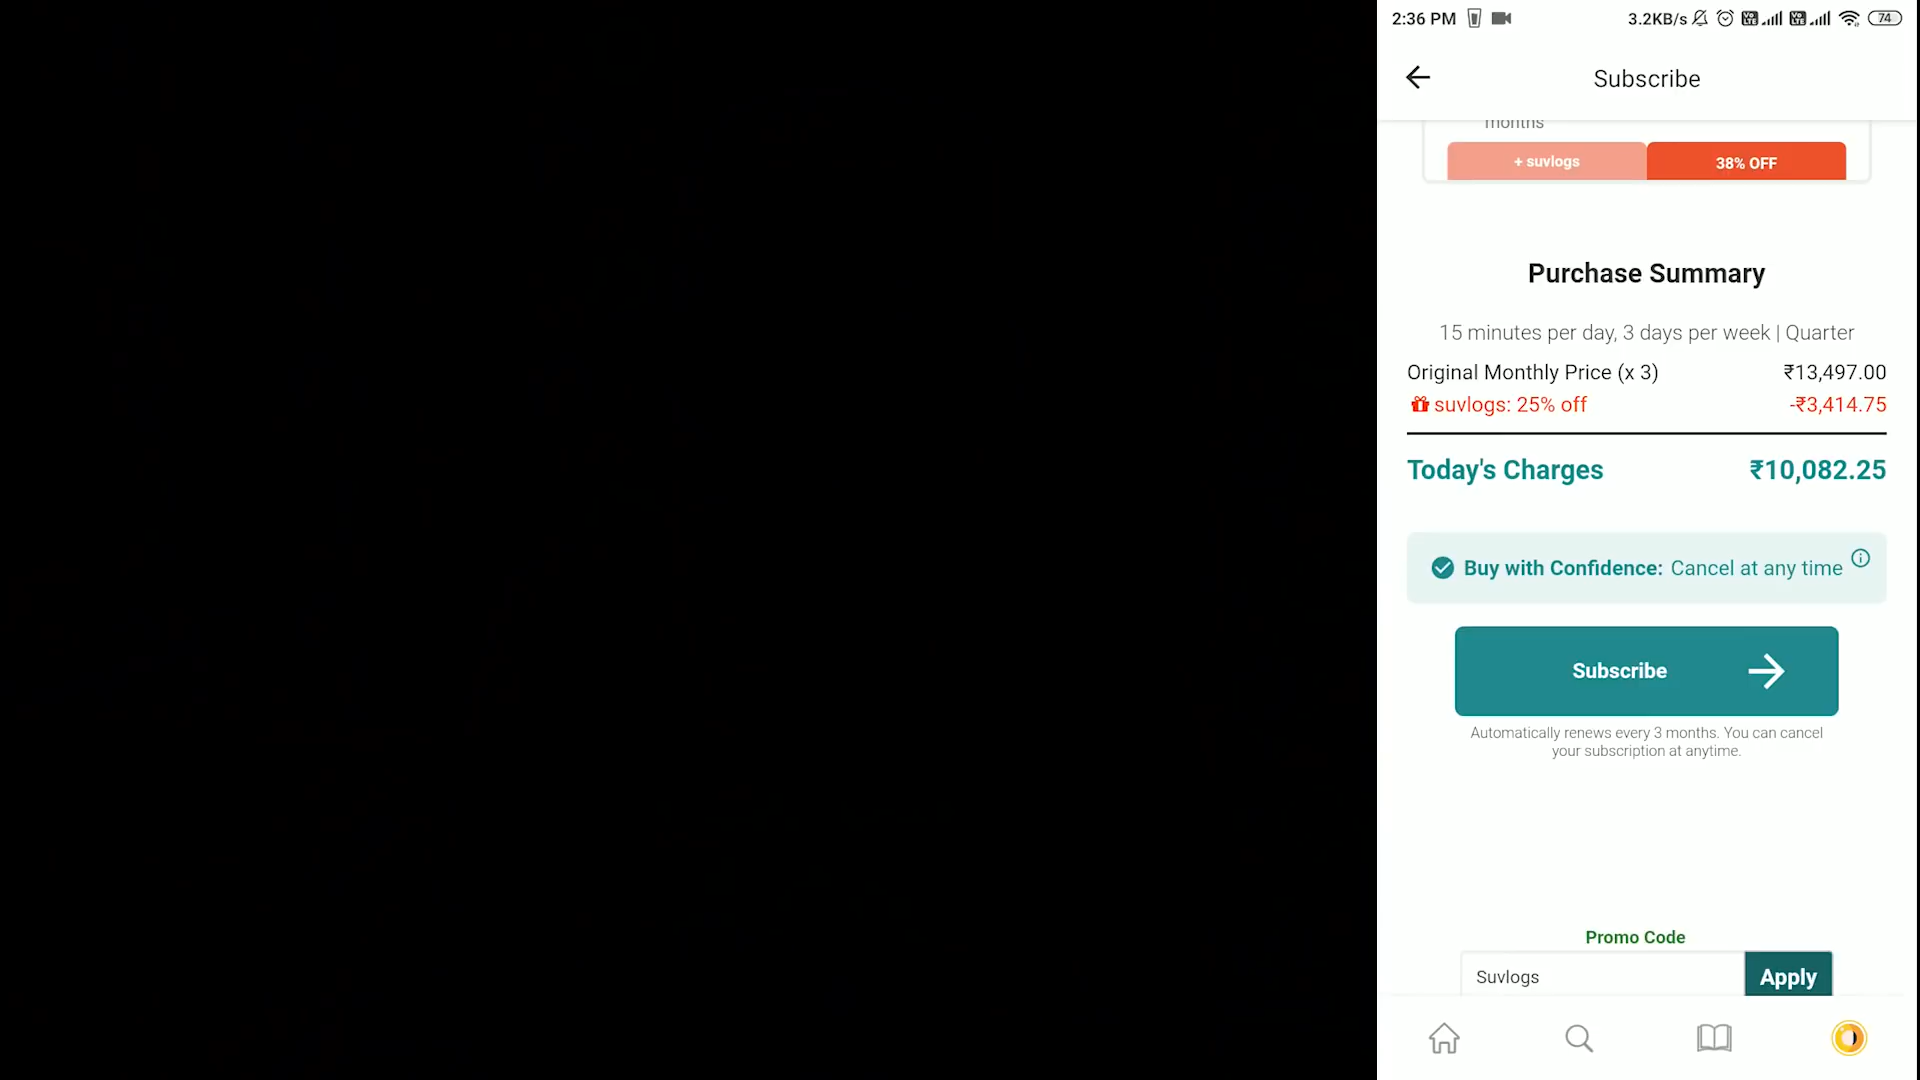 2:36 PM 3.2KB/s 74
Subscribe
months
+ suvlogs 38% OFF
Purchase Summary
15 minutes per day, 3 days per week | Quarter
Original Monthly Price (x 3) ₹13,497.00
suvlogs: 25% off -₹3,414.75
Today's Charges ₹10,082.25
Buy with Confidence: Cancel at any time
Subscribe
Automatically renews every 3 months. You can cancel
your subscription at anytime.
Promo Code
Suvlogs Apply